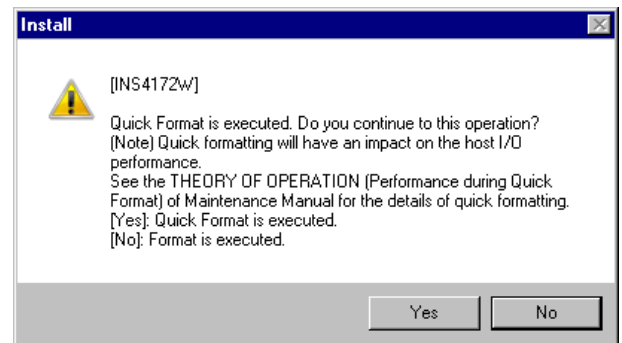 Install
[INS4172W]
Quick Format is executed. Do you continue to this operation?
(Note) Quick formatting will have an impact on the host I/O
performance.
See the THEORY OF OPERATION (Performance during Quick
Format) of Maintenance Manual for the details of quick formatting.
[Yes]: Quick Format is executed.
[No]: Format is executed.
Yes
No